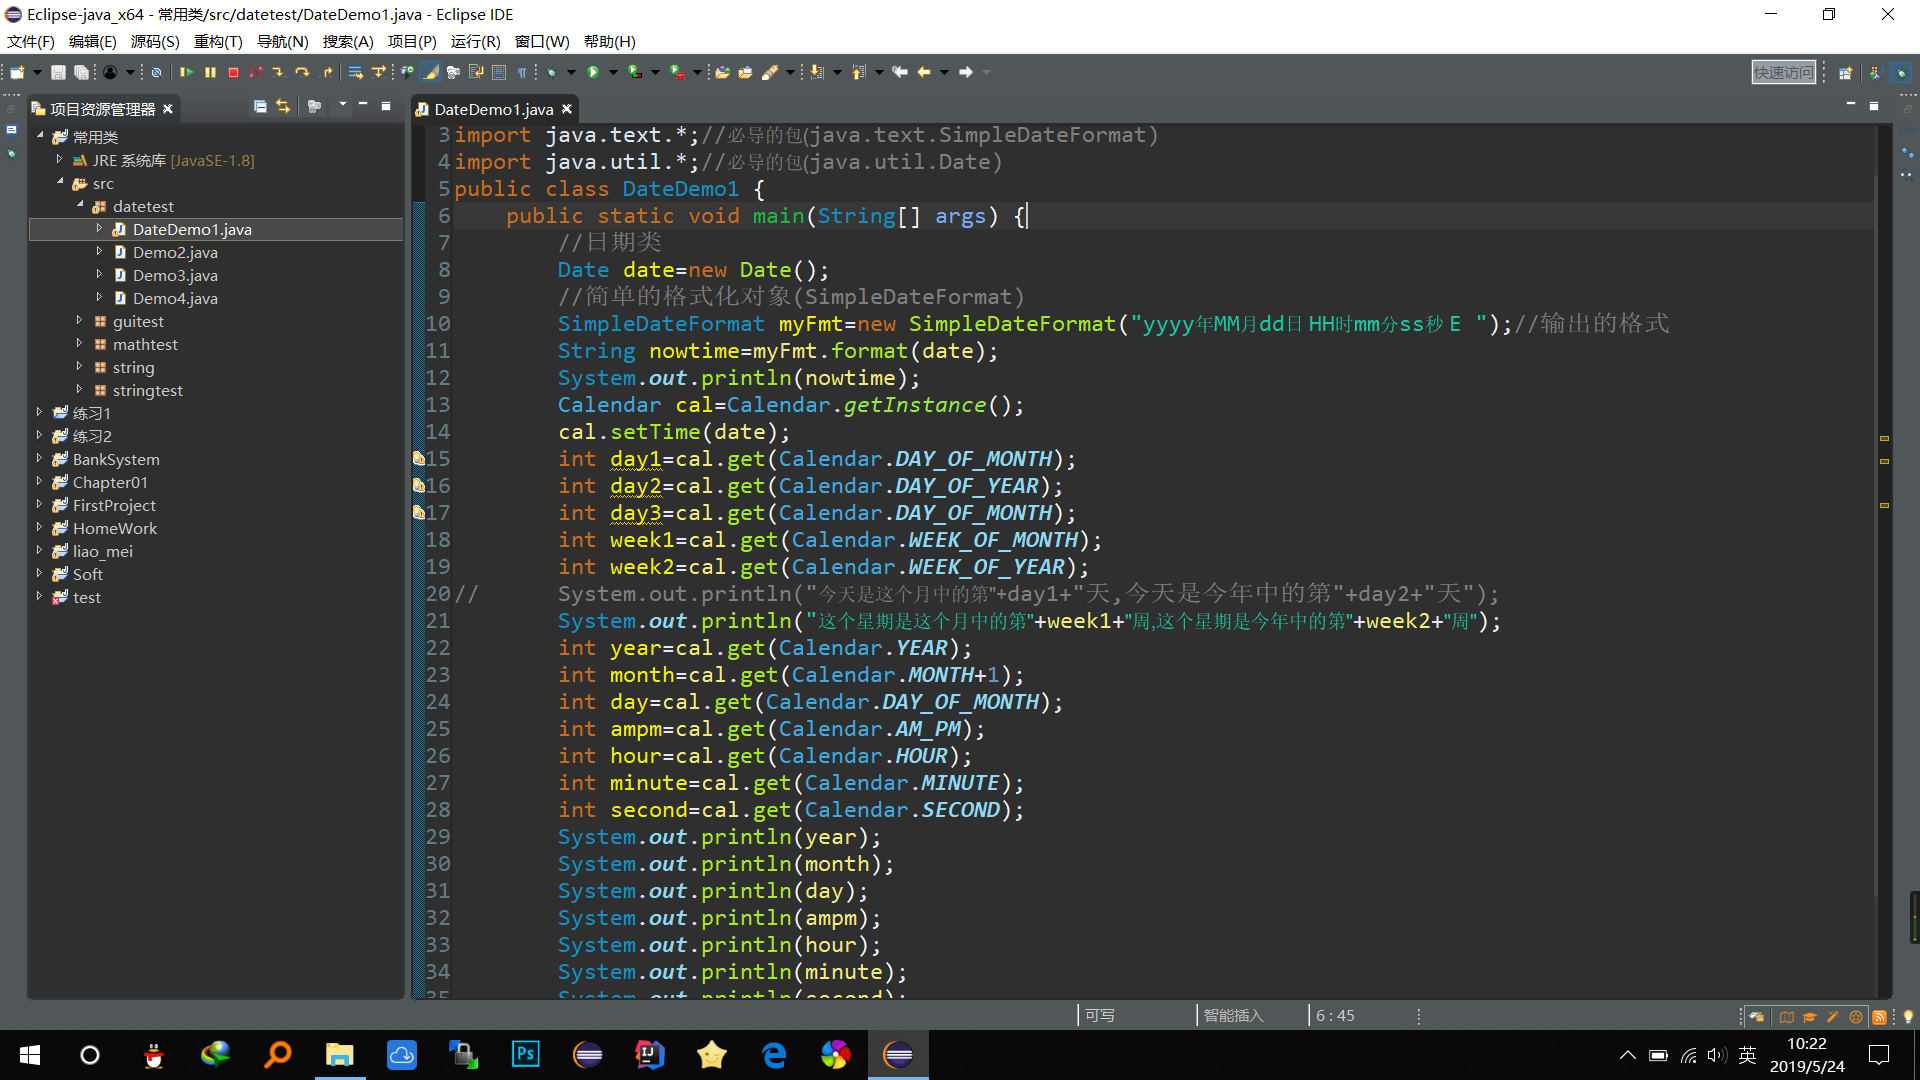 Eclipse-java_x64 - 常用类/src/datetest/DateDemo1.java - Eclipse IDE
文件(F) 编辑(E) 源码(S) 重构(T) 导航(N) 搜索(A) 项目(P) 运行(R) 窗口(W) 帮助(H)
快速访问
项目资源管理器
常用类
JRE 系统库 [JavaSE-1.8]
src
datetest
DateDemo1.java
Demo2.java
Demo3.java
Demo4.java
guitest
mathtest
string
stringtest
练习1
练习2
BankSystem
Chapter01
FirstProject
HomeWork
liao_mei
Soft
test
DateDemo1.java
3 import java.text.*;//必导的包(java.text.SimpleDateFormat)
4 import java.util.*;//必导的包(java.util.Date)
5 public class DateDemo1 {
6     public static void main(String[] args) {
7         //日期类
8         Date date=new Date();
9         //简单的格式化对象(SimpleDateFormat)
10         SimpleDateFormat myFmt=new SimpleDateFormat("yyyy年MM月dd日 HH时mm分ss秒 E ");//输出的格式
11         String nowtime=myFmt.format(date);
12         System.out.println(nowtime);
13         Calendar cal=Calendar.getInstance();
14         cal.setTime(date);
15         int day1=cal.get(Calendar.DAY_OF_MONTH);
16         int day2=cal.get(Calendar.DAY_OF_YEAR);
17         int day3=cal.get(Calendar.DAY_OF_MONTH);
18         int week1=cal.get(Calendar.WEEK_OF_MONTH);
19         int week2=cal.get(Calendar.WEEK_OF_YEAR);
20 //      System.out.println("今天是这个月中的第"+day1+"天,今天是今年中的第"+day2+"天");
21         System.out.println("这个星期是这个月中的第"+week1+"周,这个星期是今年中的第"+week2+"周");
22         int year=cal.get(Calendar.YEAR);
23         int month=cal.get(Calendar.MONTH+1);
24         int day=cal.get(Calendar.DAY_OF_MONTH);
25         int ampm=cal.get(Calendar.AM_PM);
26         int hour=cal.get(Calendar.HOUR);
27         int minute=cal.get(Calendar.MINUTE);
28         int second=cal.get(Calendar.SECOND);
29         System.out.println(year);
30         System.out.println(month);
31         System.out.println(day);
32         System.out.println(ampm);
33         System.out.println(hour);
34         System.out.println(minute);
35         System.out.println(second);
可写 智能插入 6 : 45
Ps
IJ
英
10:22
2019/5/24